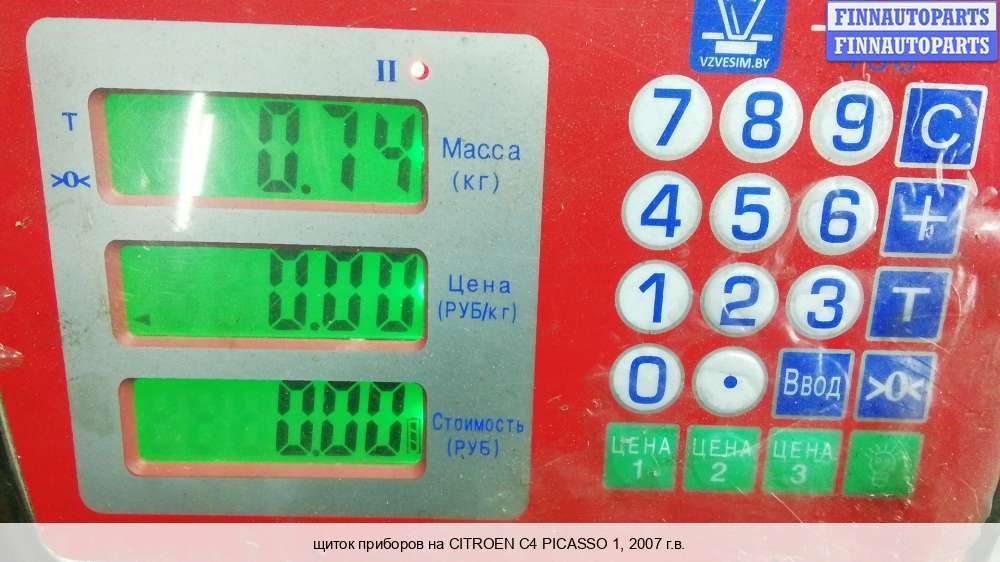 FINNAUTOPARTS
FINNAUTOPARTS
VZVESIM.BY
II
T
>0<
0.74
Масса
(кг)
0.00
Цена
(РУБ/кг)
0.00
Стоимость
(РУБ)
7 8 9 C
4 5 6 +
1 2 3 T
0 . Ввод >0<
ЦЕНА 1
ЦЕНА 2
ЦЕНА 3
щиток приборов на CITROEN C4 PICASSO 1, 2007 г.в.